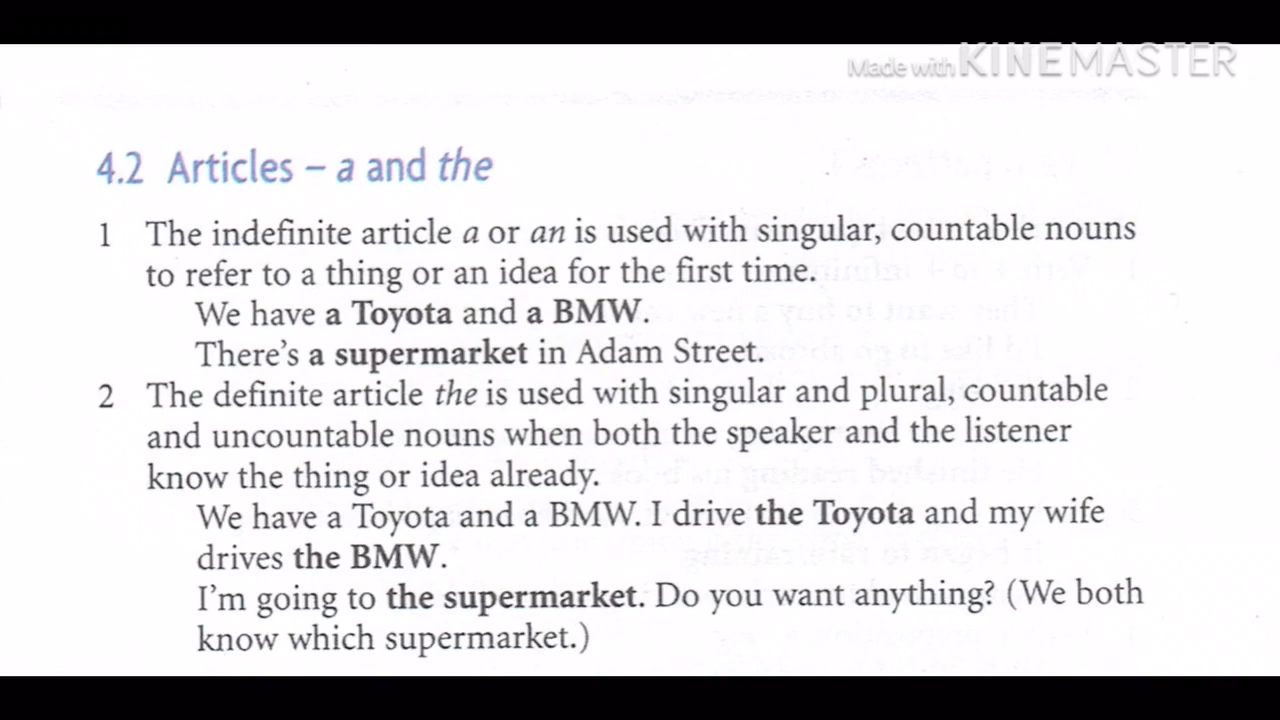 Made with KINEMASTER
4.2 Articles – a and the
1 The indefinite article a or an is used with singular, countable nouns
to refer to a thing or an idea for the first time.
We have a Toyota and a BMW.
There's a supermarket in Adam Street.
2 The definite article the is used with singular and plural, countable
and uncountable nouns when both the speaker and the listener
know the thing or idea already.
We have a Toyota and a BMW. I drive the Toyota and my wife
drives the BMW.
I'm going to the supermarket. Do you want anything? (We both
know which supermarket.)